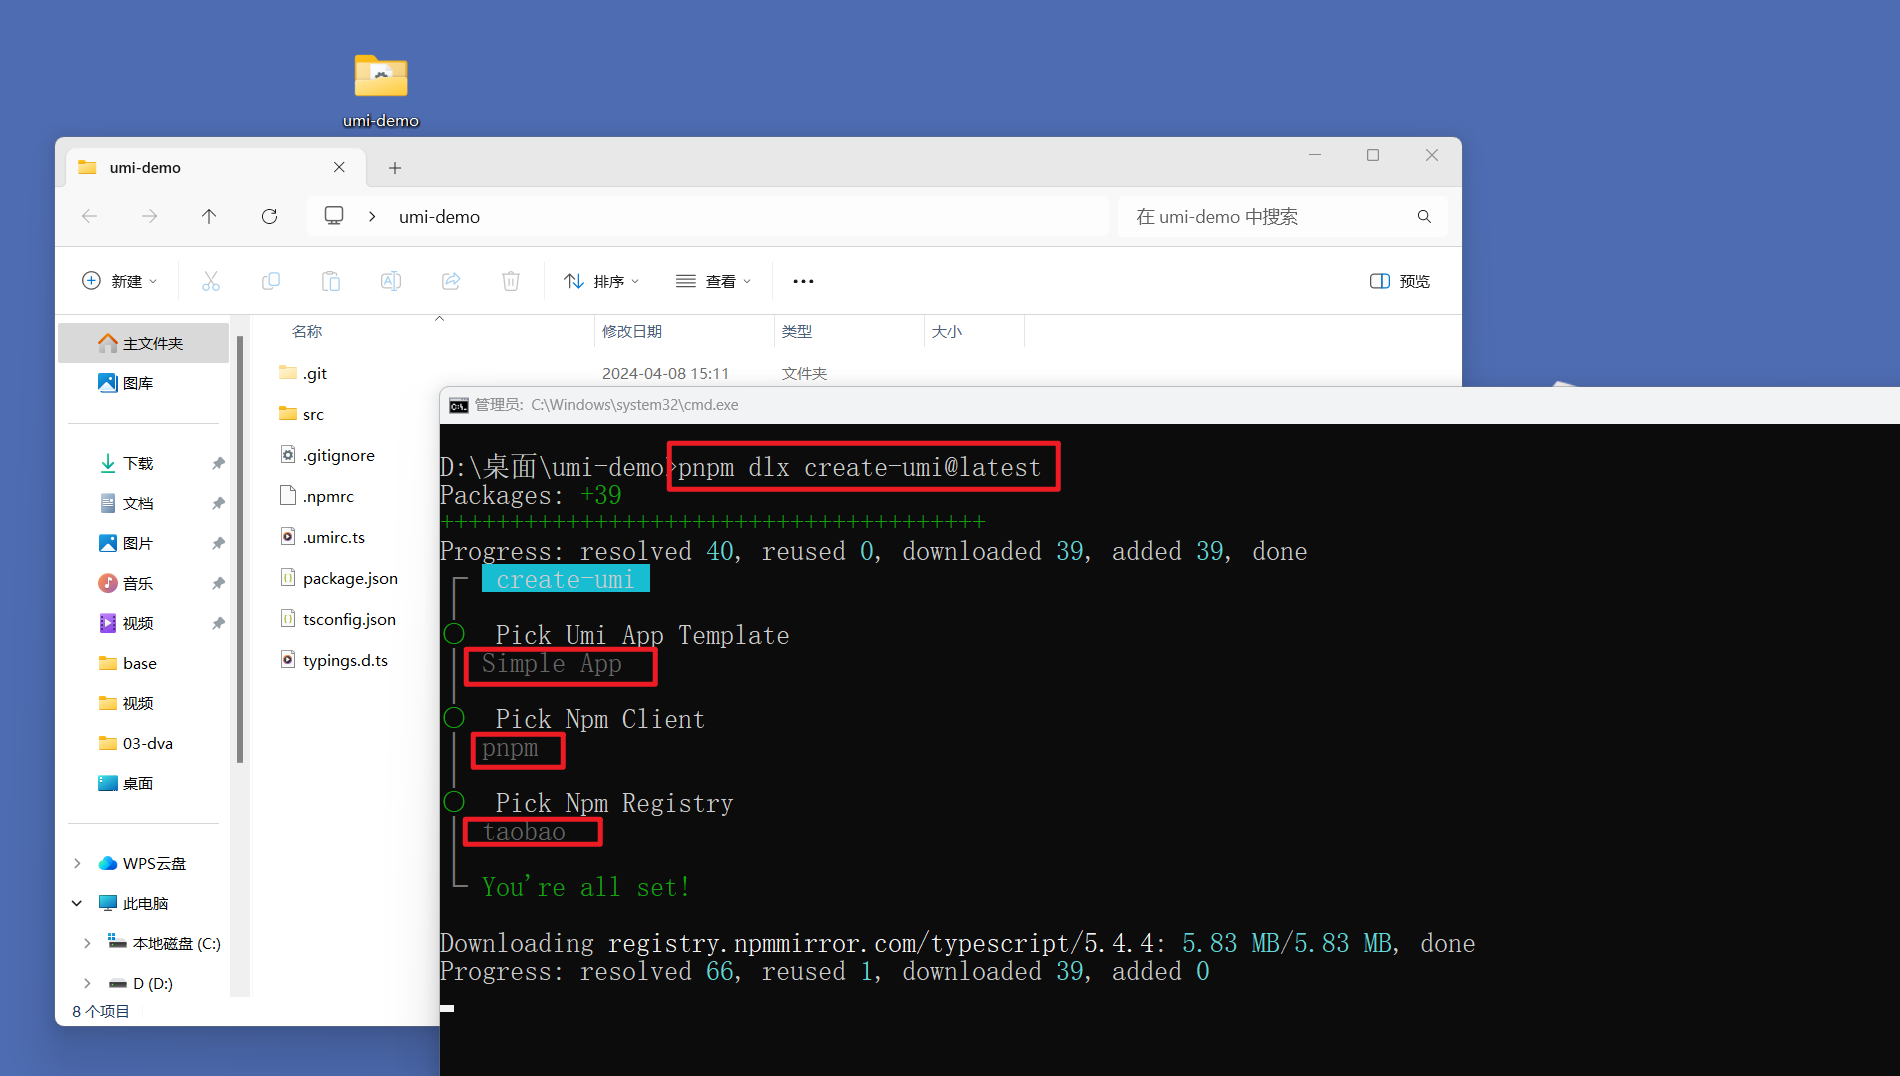 umi-demo
umi-demo
umi-demo
在 umi-demo 中搜索
新建
排序
查看
预览
名称
修改日期
类型
大小
主文件夹
图库
下载
文档
图片
音乐
视频
base
视频
03-dva
桌面
WPS云盘
此电脑
本地磁盘 (C:)
D (D:)
8 个项目
.git
2024-04-08 15:11
文件夹
src
.gitignore
.npmrc
.umirc.ts
package.json
tsconfig.json
typings.d.ts
管理员: C:\Windows\system32\cmd.exe
D:\桌面\umi-demo>pnpm dlx create-umi@latest
Packages: +39
+++++++++++++++++++++++++++++++++++++++
Progress: resolved 40, reused 0, downloaded 39, added 39, done
create-umi
Pick Umi App Template
Simple App
Pick Npm Client
pnpm
Pick Npm Registry
taobao
You're all set!
Downloading registry.npmmirror.com/typescript/5.4.4: 5.83 MB/5.83 MB, done
Progress: resolved 66, reused 1, downloaded 39, added 0